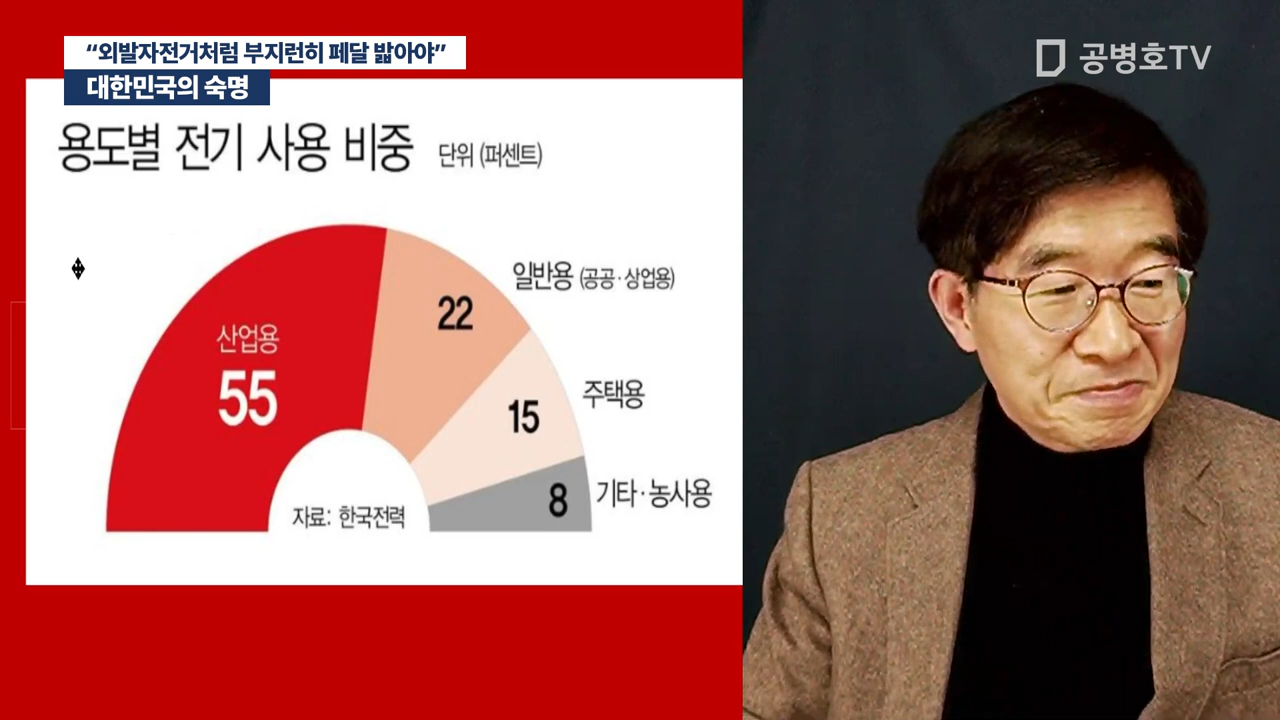 “외발자전거처럼 부지런히 페달 밟아야”
대한민국의 숙명
공병호TV
용도별 전기 사용 비중 단위 (퍼센트)
산업용
55
22
일반용 (공공·상업용)
15
주택용
8
기타·농사용
자료: 한국전력